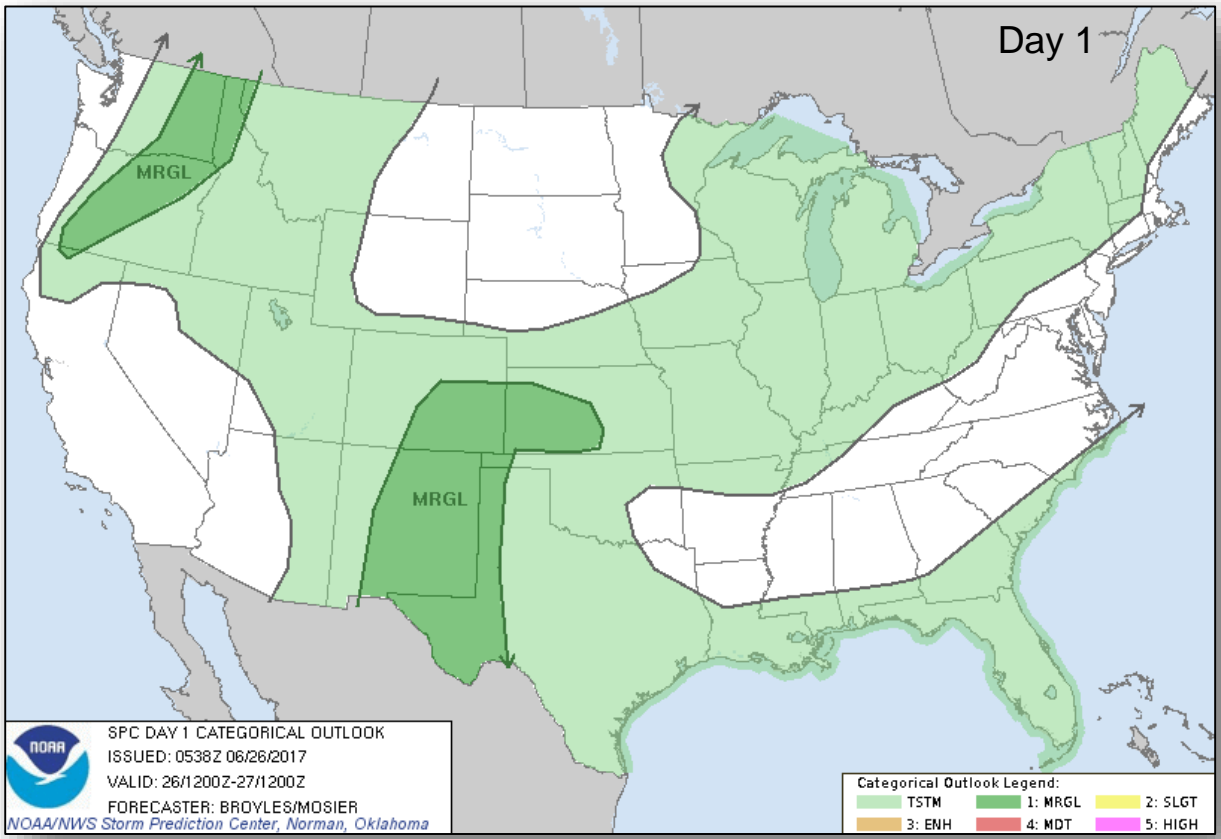 Day 1
MRGL
MRGL
NOAA
SPC DAY 1 CATEGORICAL OUTLOOK
ISSUED: 0538Z 06/26/2017
VALID: 26/1200Z-27/1200Z
FORECASTER: BROYLES/MOSIER
NOAA/NWS Storm Prediction Center, Norman, Oklahoma
Categorical Outlook Legend:
TSTM 1: MRGL 2: SLGT
3: ENH 4: MDT 5: HIGH